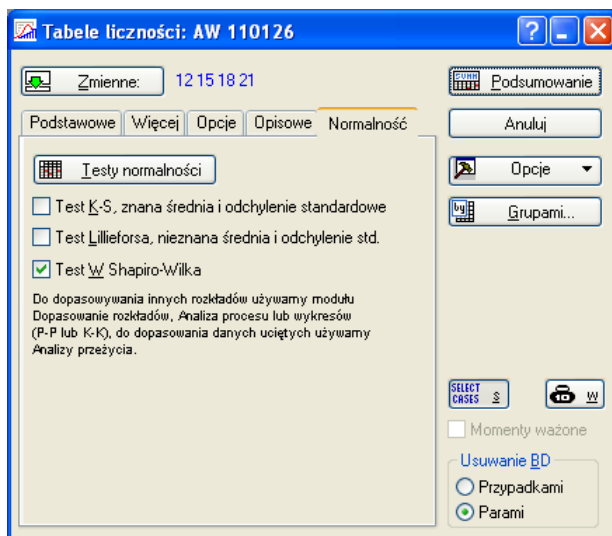 Tabele liczności: AW 110126
Zmienne: 12 15 18 21
Podsumowanie
Podstawowe Więcej Opcje Opisowe Normalność
Anuluj
Testy normalności
Opcje
Test K-S, znana średnia i odchylenie standardowe
Grupami...
Test Lillieforsa, nieznana średnia i odchylenie std.
Test W Shapiro-Wilka
Do dopasowywania innych rozkładów używamy modułu
Dopasowanie rozkładów, Analiza procesu lub wykresów
(P-P lub K-K), do dopasowania danych uciętych używamy
Analizy przeżycia.
SELECT
CASES S W
Momenty ważone
Usuwanie BD
Przypadkami
Parami